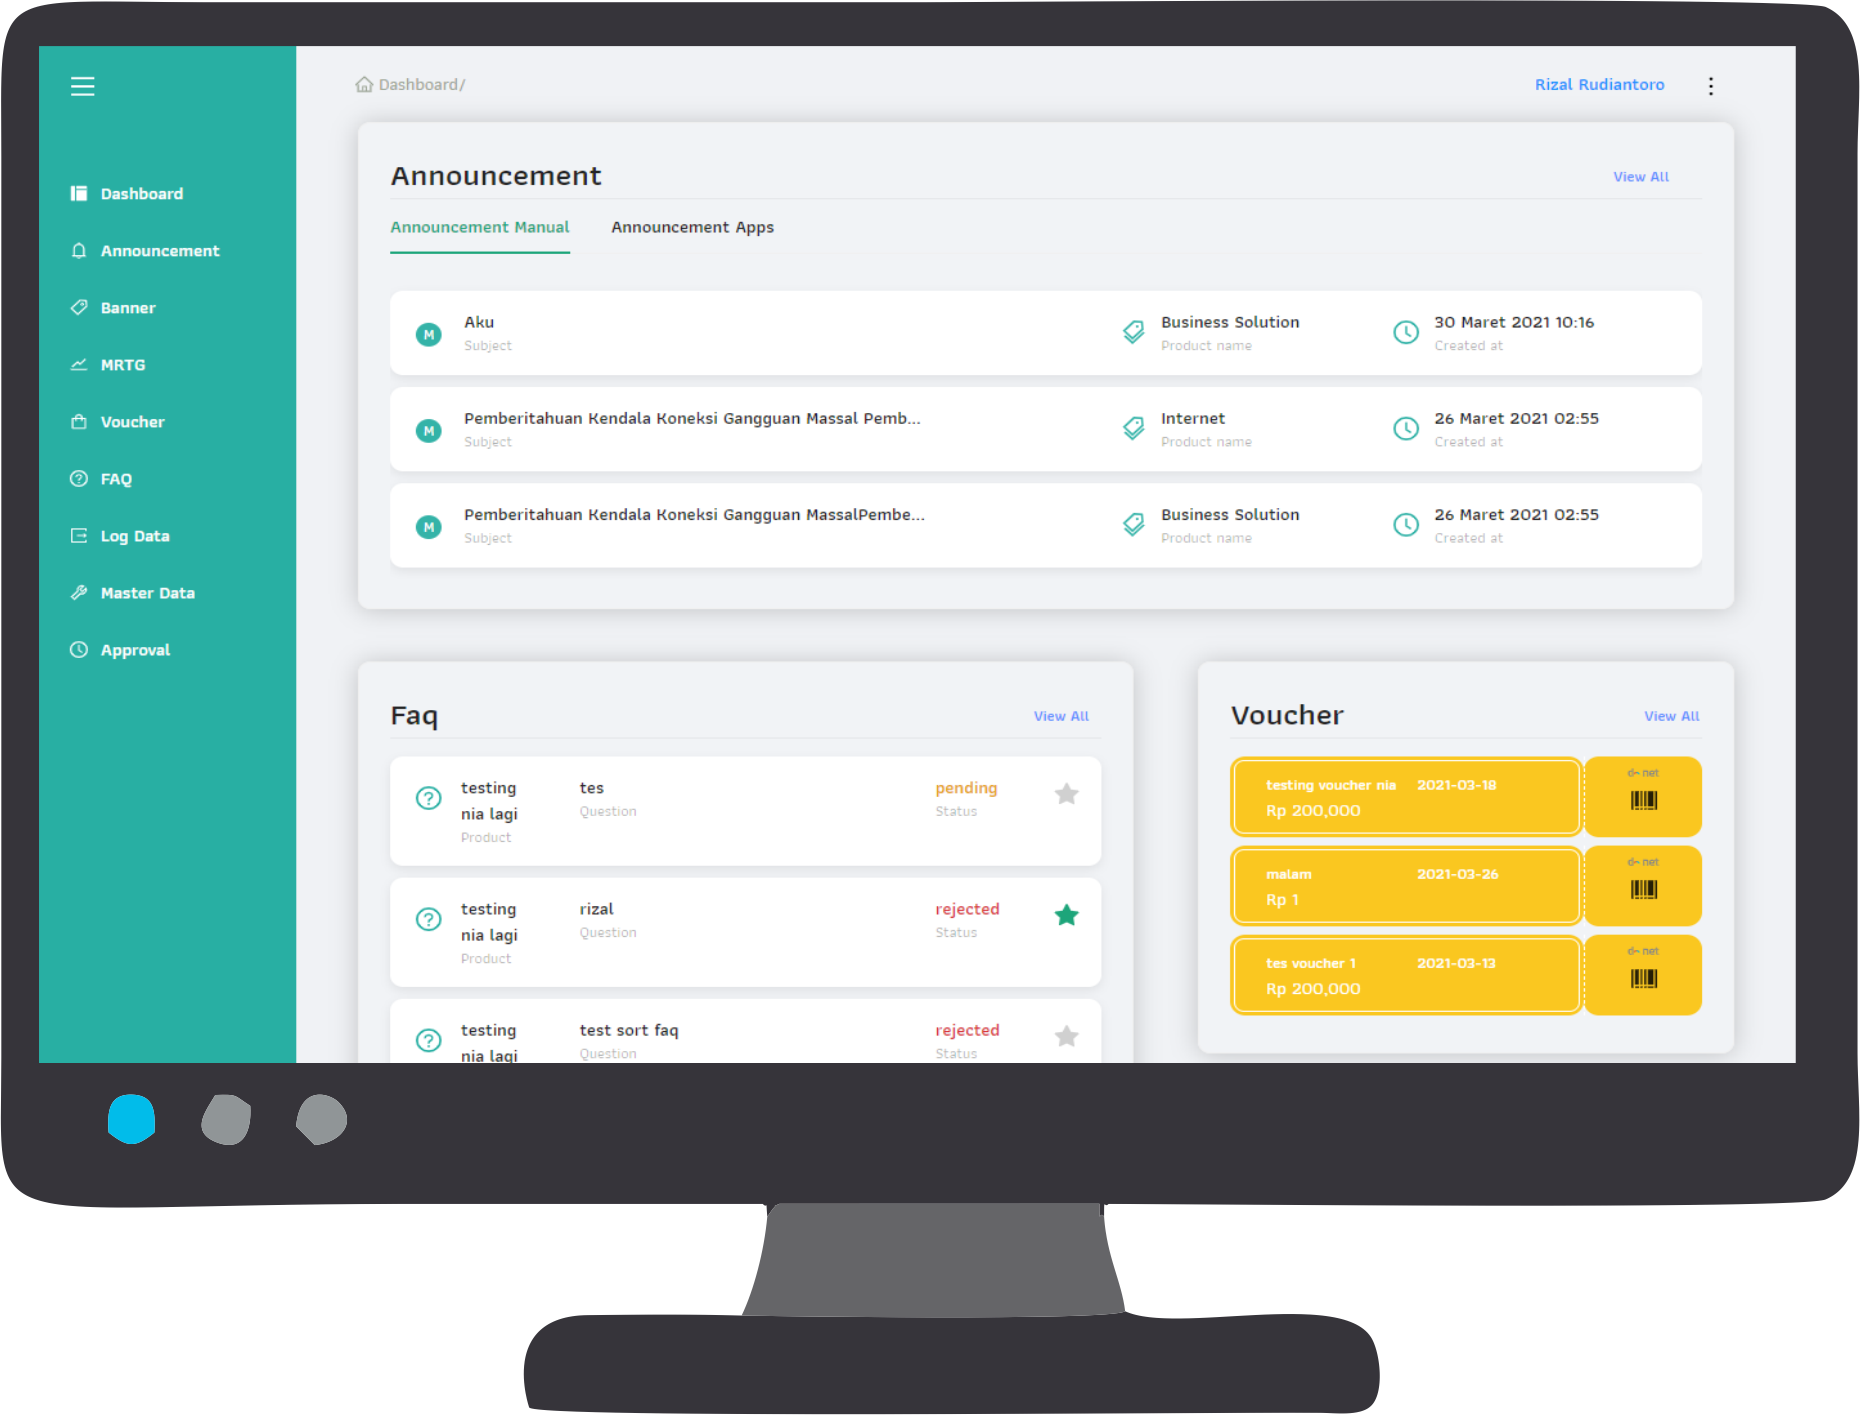 Dashboard/
Rizal Rudiantoro
Dashboard
Announcement
Banner
MRTG
Voucher
FAQ
Log Data
Master Data
Approval
Announcement
View All
Announcement Manual
Announcement Apps
M
Aku
Subject
Business Solution
Product name
30 Maret 2021 10:16
Created at
M
Pemberitahuan Kendala Koneksi Gangguan Massal Pemb...
Subject
Internet
Product name
26 Maret 2021 02:55
Created at
M
Pemberitahuan Kendala Koneksi Gangguan MassalPembe...
Subject
Business Solution
Product name
26 Maret 2021 02:55
Created at
Faq
View All
testing
nia lagi
Product
tes
Question
pending
Status
testing
nia lagi
Product
rizal
Question
rejected
Status
testing
nia lagi
test sort faq
Question
rejected
Status
Voucher
View All
testing voucher nia
2021-03-18
Rp 200,000
d~net
malam
2021-03-26
Rp 1
d~net
tes voucher 1
2021-03-13
Rp 200,000
d~net